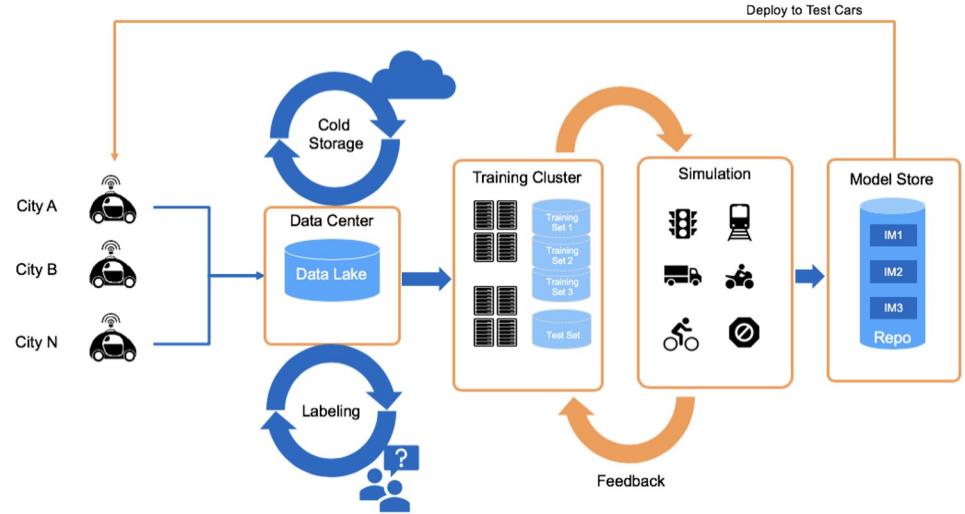 Deploy to Test Cars
Cold
Storage
Training Cluster
Simulation
Model Store
City A
City B
City N
Data Center
Data Lake
Training
Set 1
Training
Set 2
Training
Set 3
Test Set
IM1
IM2
IM3
Repo
Labeling
?
Feedback